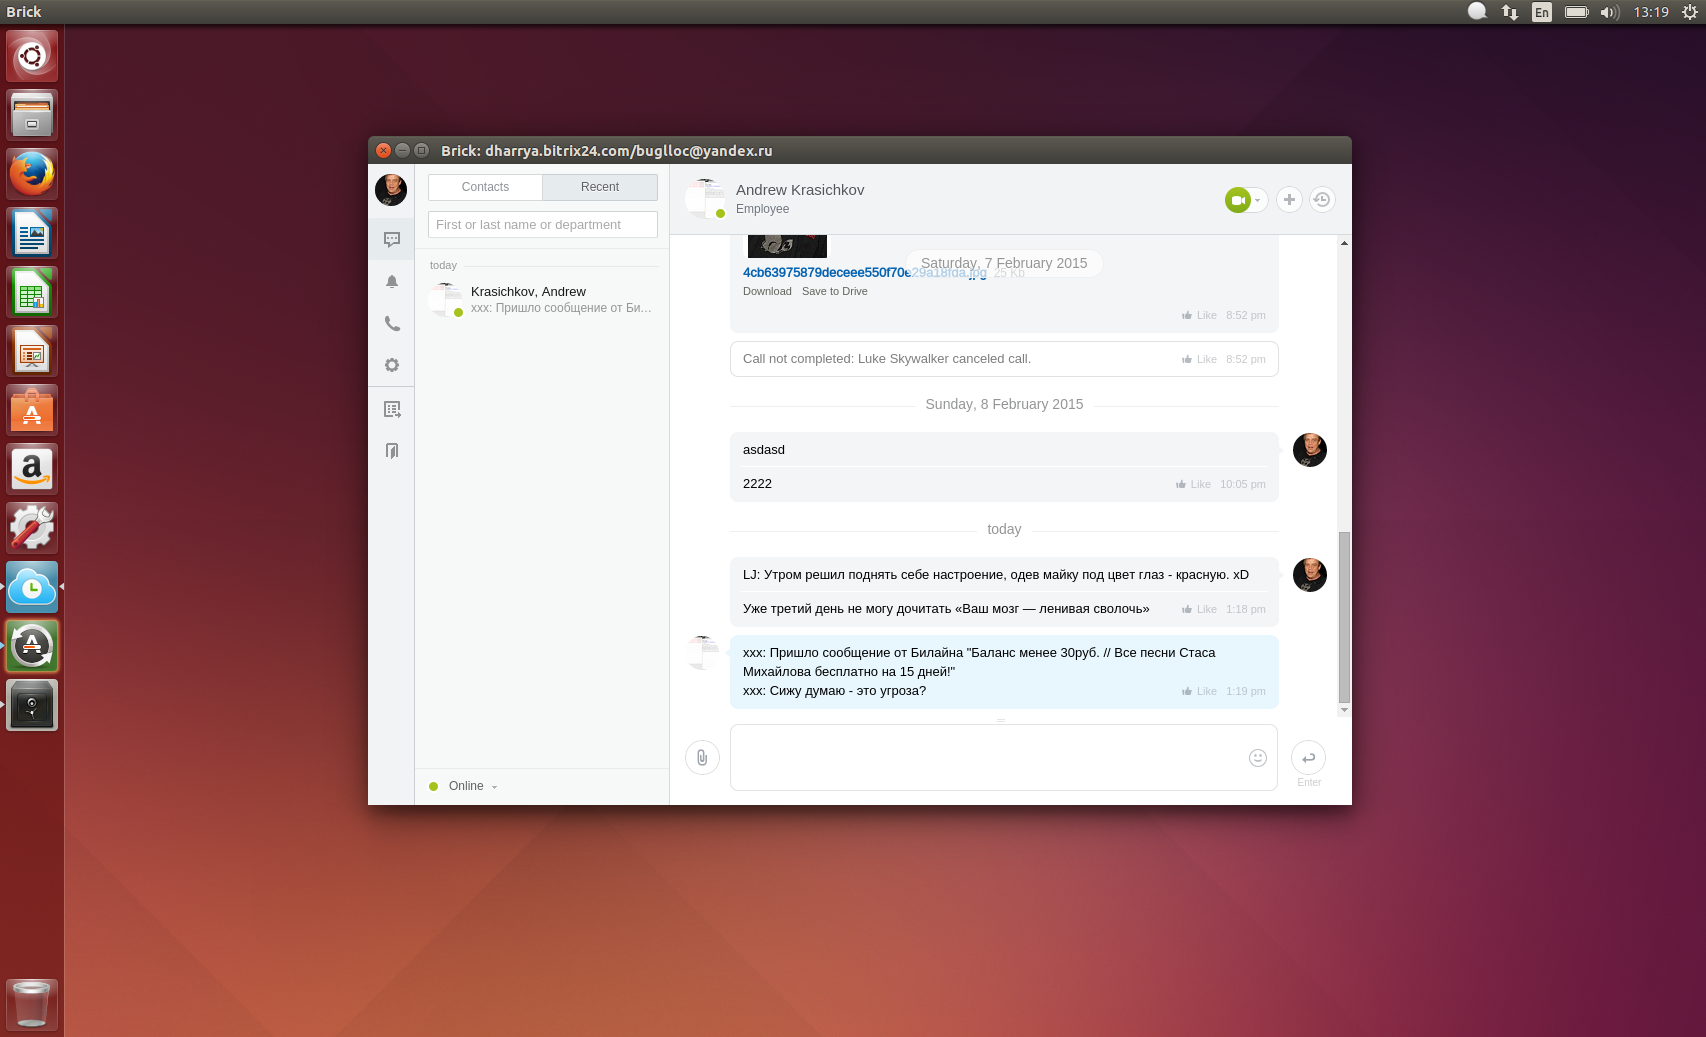 Brick
En
13:19
Brick: dharrya.bitrix24.com/buglloc@yandex.ru
Contacts
Recent
First or last name or department
today
Krasichkov, Andrew
xxx: Пришло сообщение от Би...
Online
Andrew Krasichkov
Employee
Saturday, 7 February 2015
4cb63975879deceee550f70e29a18fda.jpg 25 Kb
Download Save to Drive
Like 8:52 pm
Call not completed: Luke Skywalker canceled call.
Like 8:52 pm
Sunday, 8 February 2015
asdasd
2222
Like 10:05 pm
today
LJ: Утром решил поднять себе настроение, одев майку под цвет глаз - красную. xD
Уже третий день не могу дочитать «Ваш мозг — ленивая сволочь»
Like 1:18 pm
xxx: Пришло сообщение от Билайна "Баланс менее 30руб. // Все песни Стаса
Михайлова бесплатно на 15 дней!"
xxx: Сижу думаю - это угроза?
Like 1:19 pm
Enter